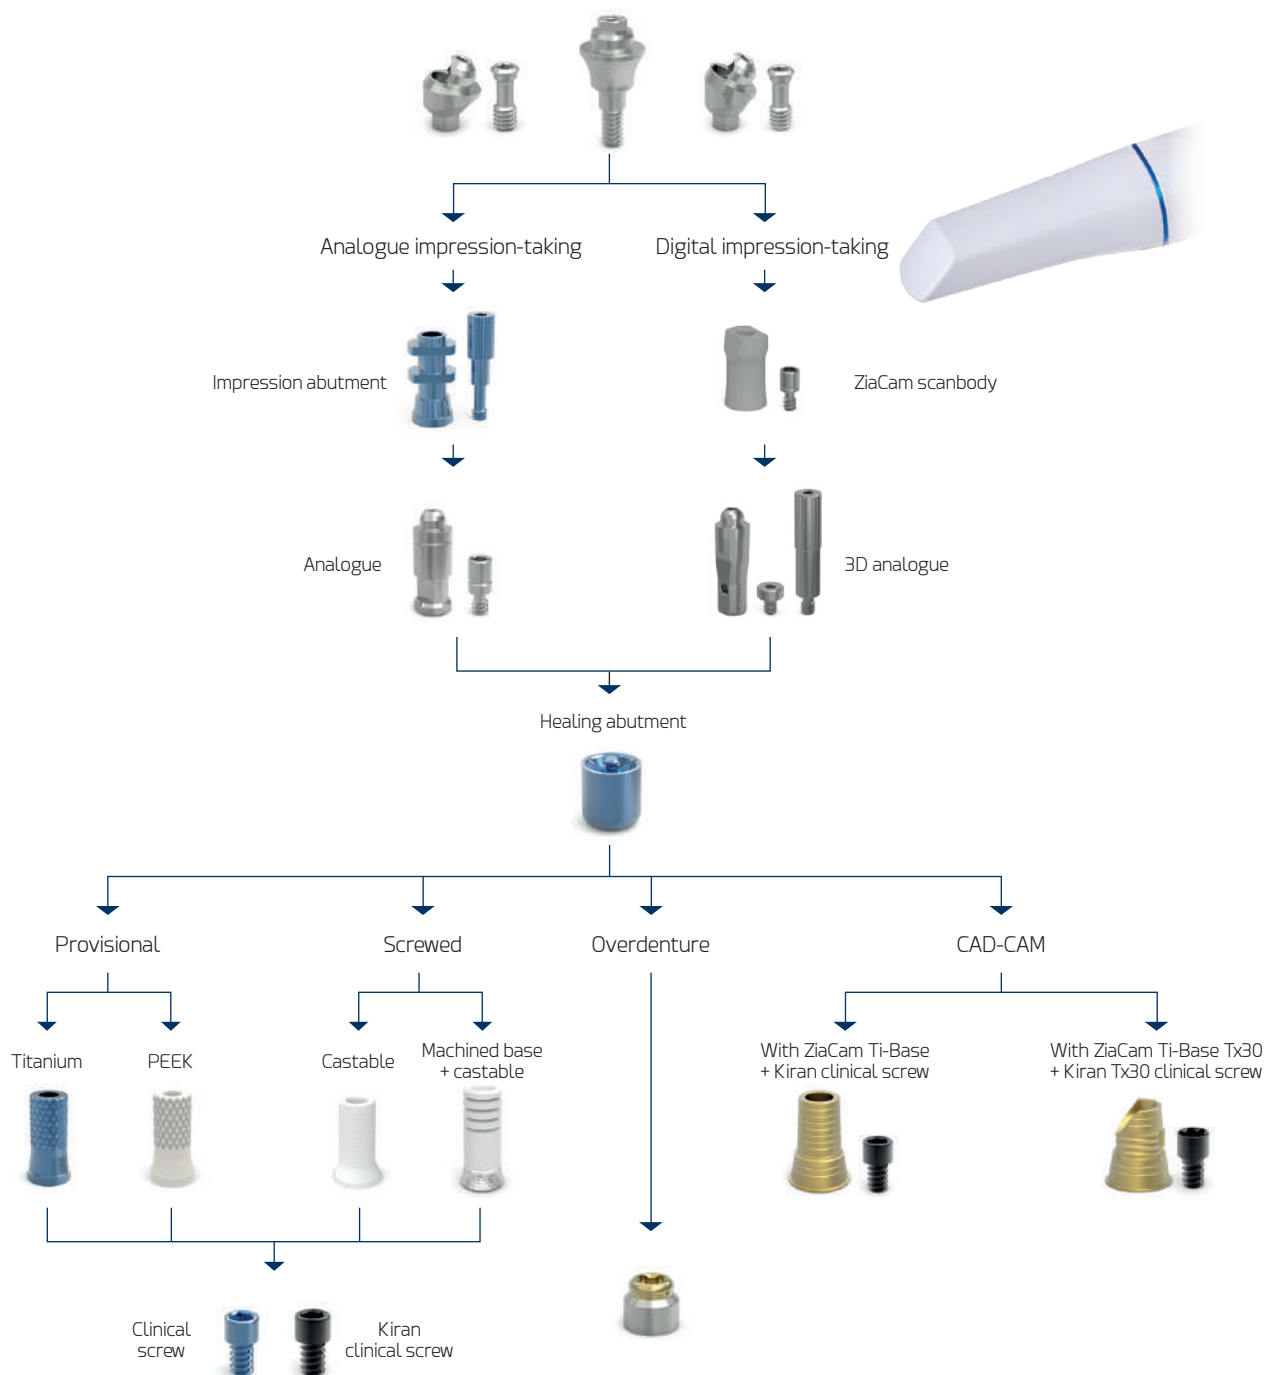 Analogue impression-taking
Digital impression-taking
Impression abutment
ZiaCam scanbody
Analogue
3D analogue
Healing abutment
Provisional
Screwed
Overdenture
CAD-CAM
Titanium
PEEK
Castable
Machined base
+ castable
With ZiaCam Ti-Base
+ Kiran clinical screw
With ZiaCam Ti-Base Tx30
+ Kiran Tx30 clinical screw
Clinical
screw
Kiran
clinical screw